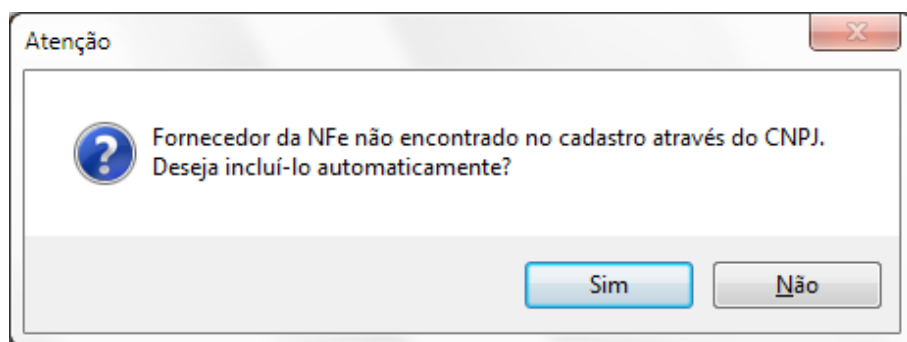 Atenção
Fornecedor da NFe não encontrado no cadastro através do CNPJ.
Deseja incluí-lo automaticamente?
Sim
Não